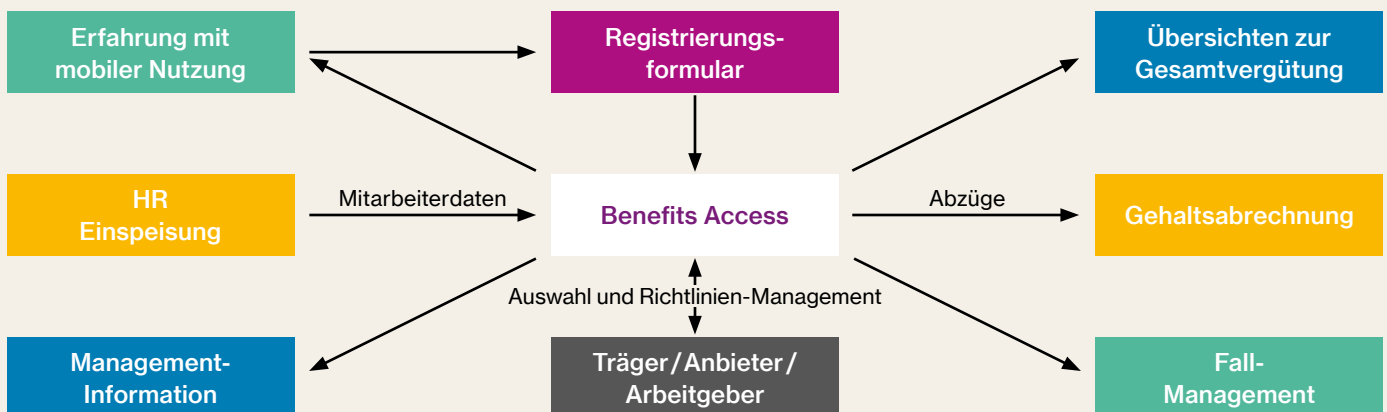 Erfahrung mit
mobiler Nutzung
Registrierungs-
formular
Übersichten zur
Gesamtvergütung
HR
Einspeisung
Mitarbeiterdaten
Benefits Access
Abzüge
Gehaltsabrechnung
Auswahl und Richtlinien-Management
Management-
Information
Träger/Anbieter/
Arbeitgeber
Fall-
Management